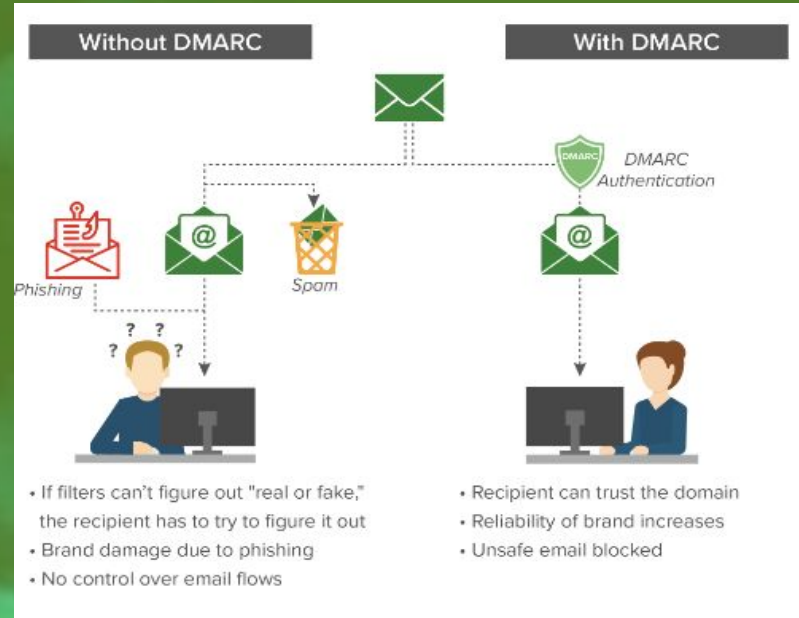 Without DMARC
With DMARC
DMARC
DMARC
Authentication
@
@
Phishing
Spam
? ? ? ?
• If filters can't figure out "real or fake,"
the recipient has to try to figure it out
• Brand damage due to phishing
• No control over email flows
• Recipient can trust the domain
• Reliability of brand increases
• Unsafe email blocked